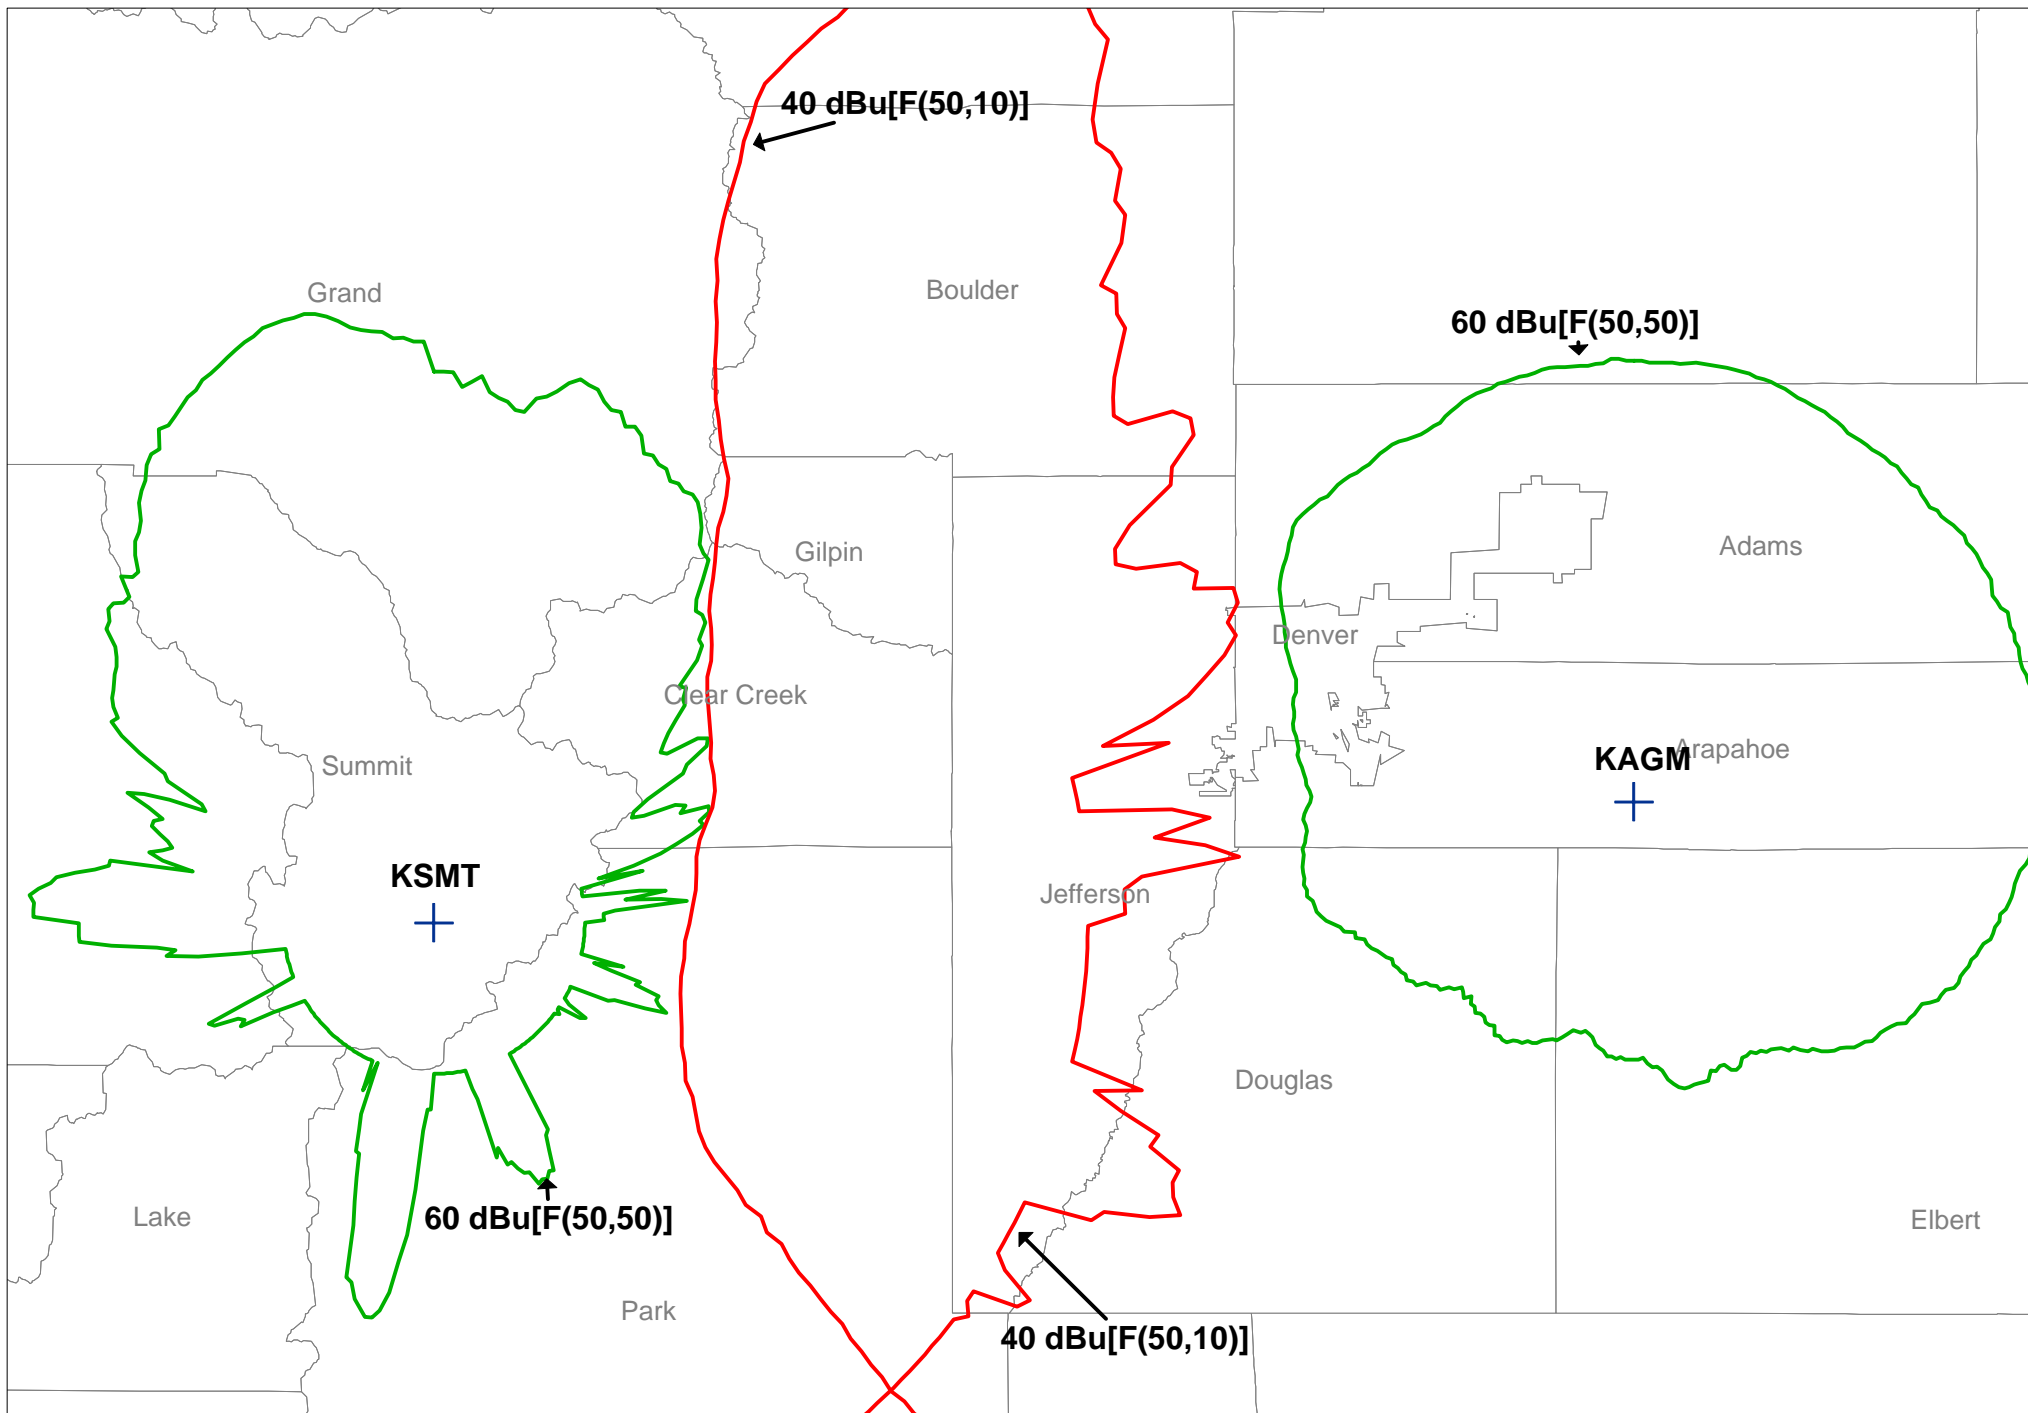 40 dBu[F(50,10)]
Grand
Boulder
60 dBu[F(50,50)]
Gilpin
Adams
Denver
Clear Creek
Summit
Arapahoe
KAGM
KSMT
Jefferson
Douglas
Lake
60 dBu[F(50,50)]
Elbert
Park
40 dBu[F(50,10)]